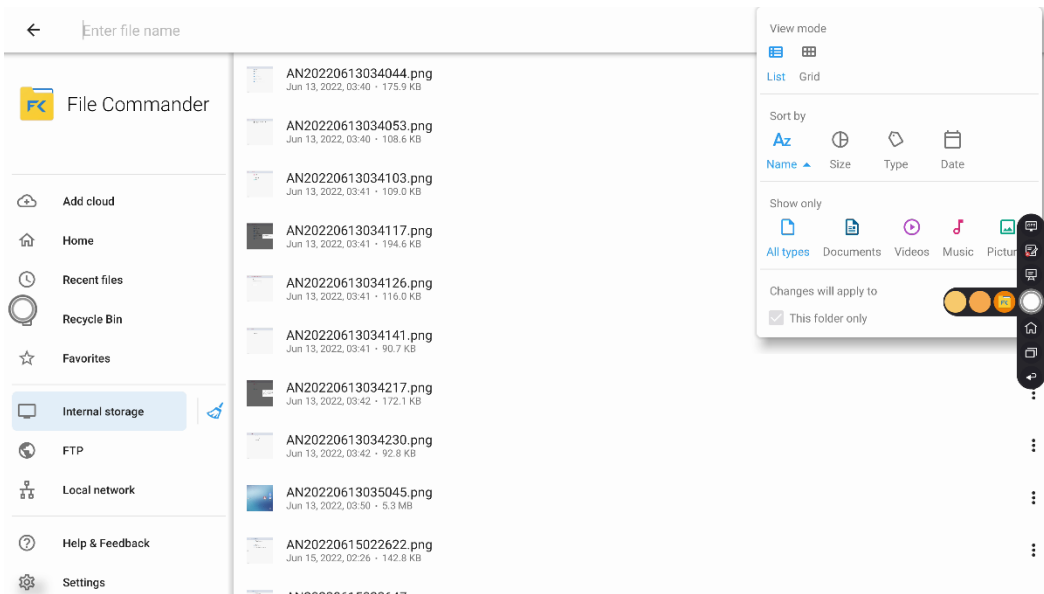 Enter file name
File Commander
Add cloud
Home
Recent files
Recycle Bin
Favorites
Internal storage
FTP
Local network
Help & Feedback
Settings
AN20220613034044.png
Jun 13, 2022, 03:40 • 175.9 KB
AN20220613034053.png
Jun 13, 2022, 03:40 • 108.6 KB
AN20220613034103.png
Jun 13, 2022, 03:41 • 109.0 KB
AN20220613034117.png
Jun 13, 2022, 03:41 • 194.6 KB
AN20220613034126.png
Jun 13, 2022, 03:41 • 116.0 KB
AN20220613034141.png
Jun 13, 2022, 03:41 • 90.7 KB
AN20220613034217.png
Jun 13, 2022, 03:42 • 172.1 KB
AN20220613034230.png
Jun 13, 2022, 03:42 • 92.8 KB
AN20220613035045.png
Jun 13, 2022, 03:50 • 5.3 MB
AN20220615022622.png
Jun 15, 2022, 02:26 • 142.8 KB
View mode
List Grid
Sort by
Az
Name Size Type Date
Show only
All types Documents Videos Music Pictur
Changes will apply to
This folder only